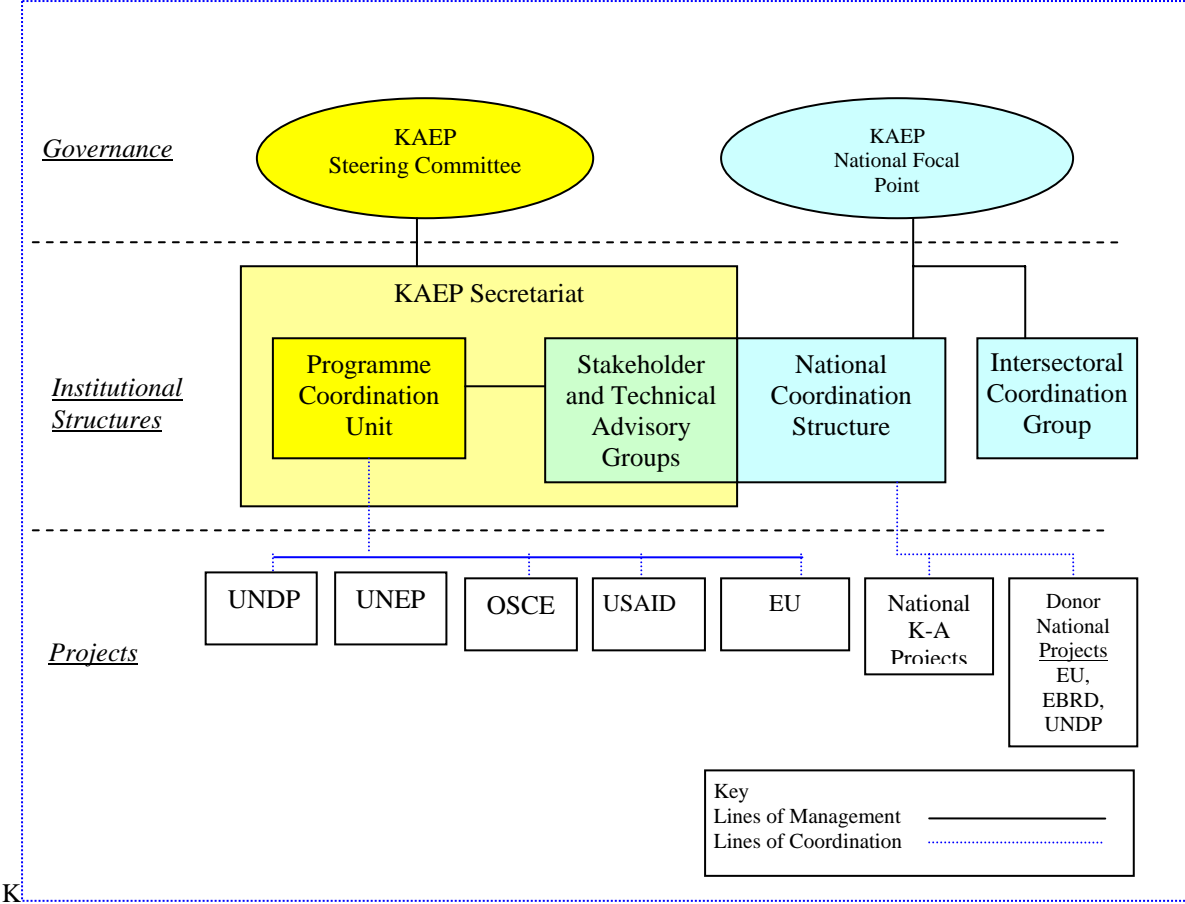 Governance
KAEP
Steering Committee
KAEP
National Focal
Point
KAEP Secretariat
Institutional
Structures
Programme
Coordination
Unit
Stakeholder
and Technical
Advisory
Groups
National
Coordination
Structure
Intersectoral
Coordination
Group
Projects
UNDP
UNEP
OSCE
USAID
EU
National
K-A
Projects
Donor
National
Projects
EU,
EBRD,
UNDP
Key
Lines of Management
Lines of Coordination
K